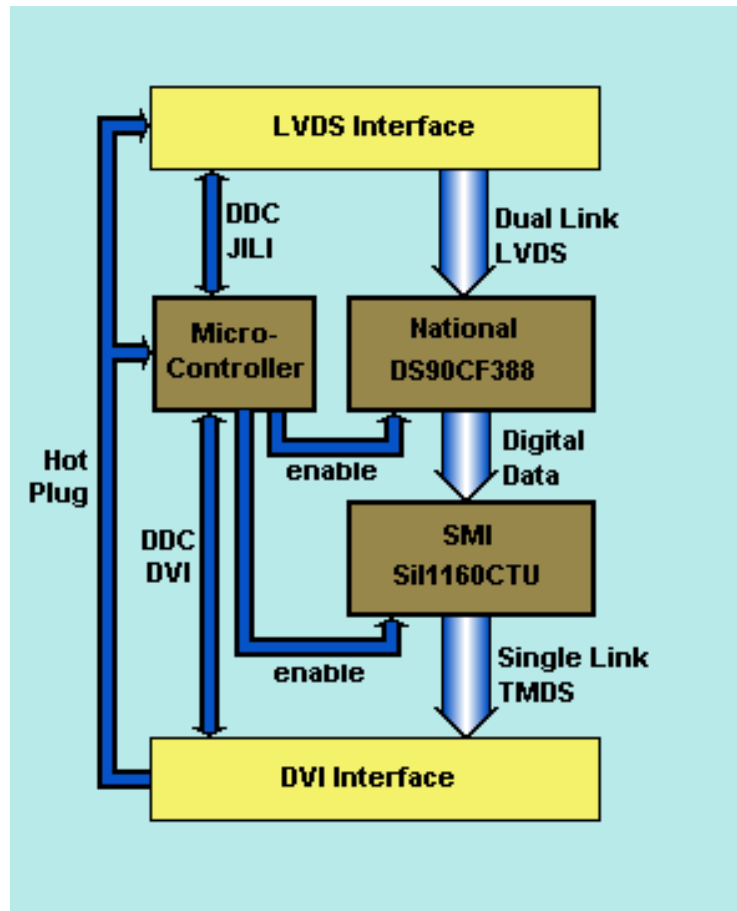 LVDS Interface
DDC
JILI
Dual Link
LVDS
Micro-
Controller
National
DS90CF388
Hot
Plug
enable
Digital
Data
DDC
DVI
SMI
SiI1160CTU
enable
Single Link
TMDS
DVI Interface